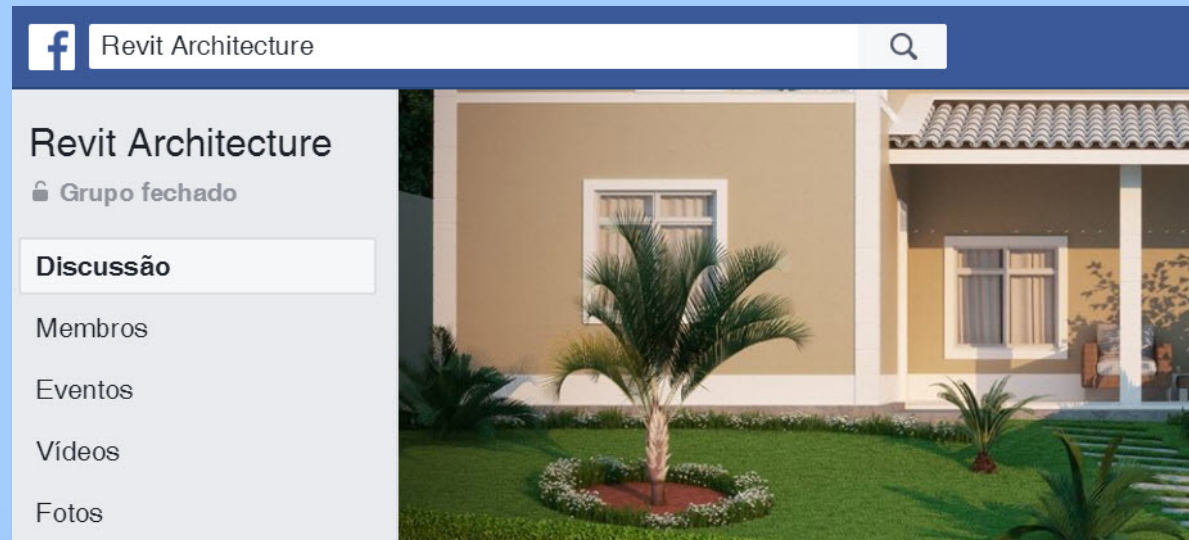 f
Revit Architecture
Revit Architecture
Grupo fechado
Discussão
Membros
Eventos
Vídeos
Fotos